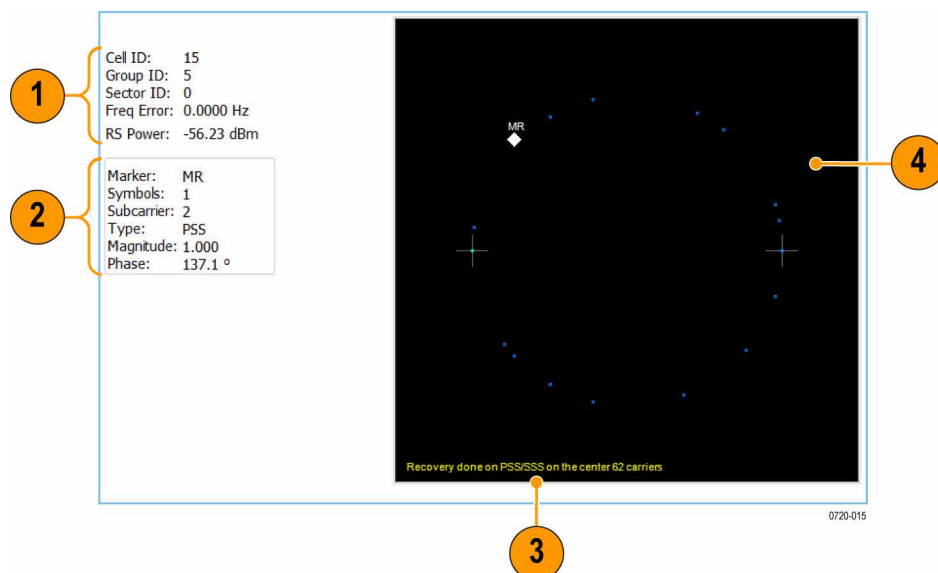 1
Cell ID: 15
Group ID: 5
Sector ID: 0
Freq Error: 0.0000 Hz
RS Power: -56.23 dBm
2
Marker: MR
Symbols: 1
Subcarrier: 2
Type: PSS
Magnitude: 1.000
Phase: 137.1 º
MR
4
Recovery done on PSS/SSS on the center 62 carriers
3
0720-015